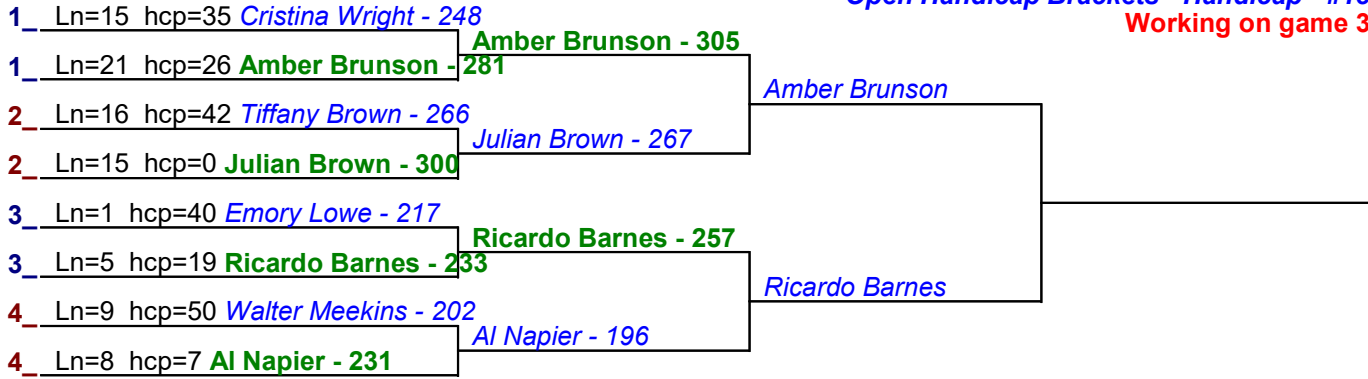 Open Handicap Brackets - Handicap - #
Working on game 3
1_ Ln=15 hcp=35 Cristina Wright - 248
Amber Brunson - 305
1_ Ln=21 hcp=26 Amber Brunson - 281
Amber Brunson
2_ Ln=16 hcp=42 Tiffany Brown - 266
Julian Brown - 267
2_ Ln=15 hcp=0 Julian Brown - 300
3_ Ln=1 hcp=40 Emory Lowe - 217
Ricardo Barnes - 257
3_ Ln=5 hcp=19 Ricardo Barnes - 233
Ricardo Barnes
4_ Ln=9 hcp=50 Walter Meekins - 202
Al Napier - 196
4_ Ln=8 hcp=7 Al Napier - 231